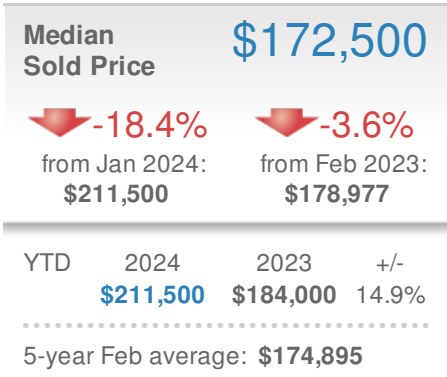 Median
Sold Price
$172,500
-18.4%
from Jan 2024:
$211,500
-3.6%
from Feb 2023:
$178,977
YTD 2024 2023 +/-
$211,500 $184,000 14.9%
5-year Feb average: $174,895